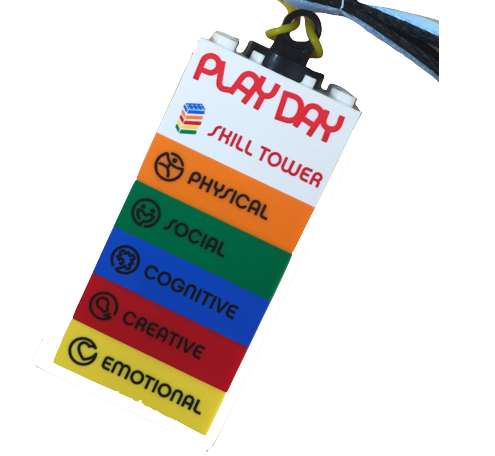 PLAY DAY
SKILL TOWER
PHYSICAL
SOCIAL
COGNITIVE
CREATIVE
EMOTIONAL